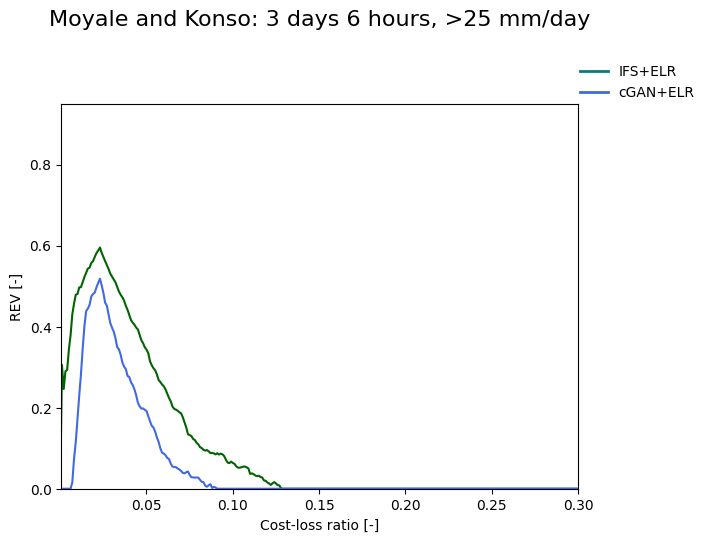 Moyale and Konso: 3 days 6 hours, >25 mm/day
IFS+ELR
cGAN+ELR
0.8
0.6
0.4
0.2
0.0
REV [-]
0.05 0.10 0.15 0.20 0.25 0.30
Cost-loss ratio [-]